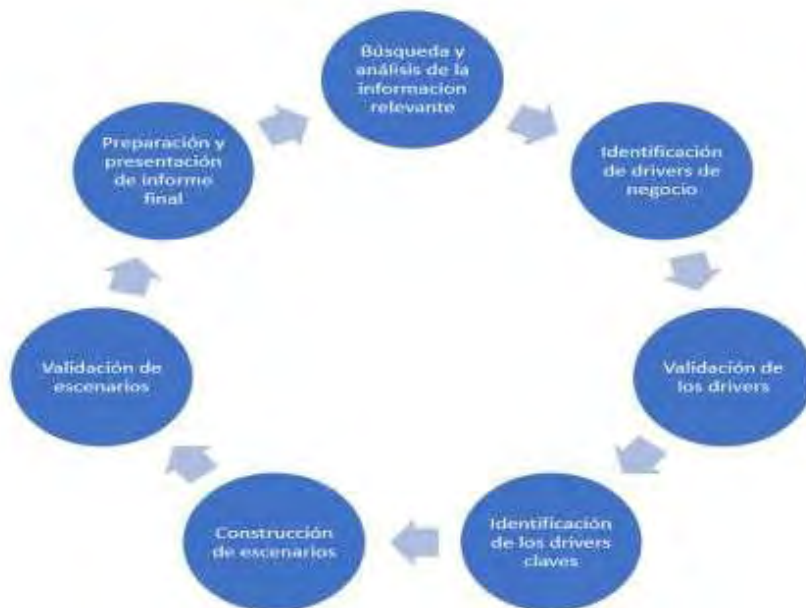 Búsqueda y
análisis de la
informacion
relevante
Identificación
de drivers de
negocio
Validación de
los drivers
Identificación
de los drivers
claves
Construcción
de escenarios
Validación de
escenarios
Preparación y
presentación
de informe
final